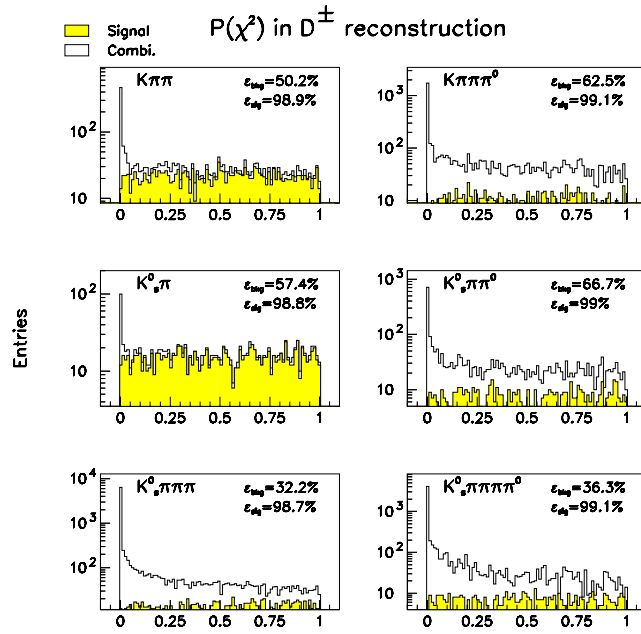 P(χ²) in D± reconstruction
Signal
Combi.
Entries
Kππ
εbkg=50.2%
εsig=98.9%
10²
10
0 0.25 0.5 0.75 1
Kπππ⁰
εbkg=62.5%
εsig=99.1%
10³
10²
10
0 0.25 0.5 0.75 1
K⁰sπ
εbkg=57.4%
εsig=98.8%
10²
10
0 0.25 0.5 0.75 1
K⁰sππ⁰
εbkg=66.7%
εsig=99%
10³
10²
10
0 0.25 0.5 0.75 1
K⁰sπππ
εbkg=32.2%
εsig=98.7%
10⁴
10³
10²
0 0.25 0.5 0.75 1
K⁰sππππ⁰
εbkg=36.3%
εsig=99.1%
10³
10²
10
0 0.25 0.5 0.75 1